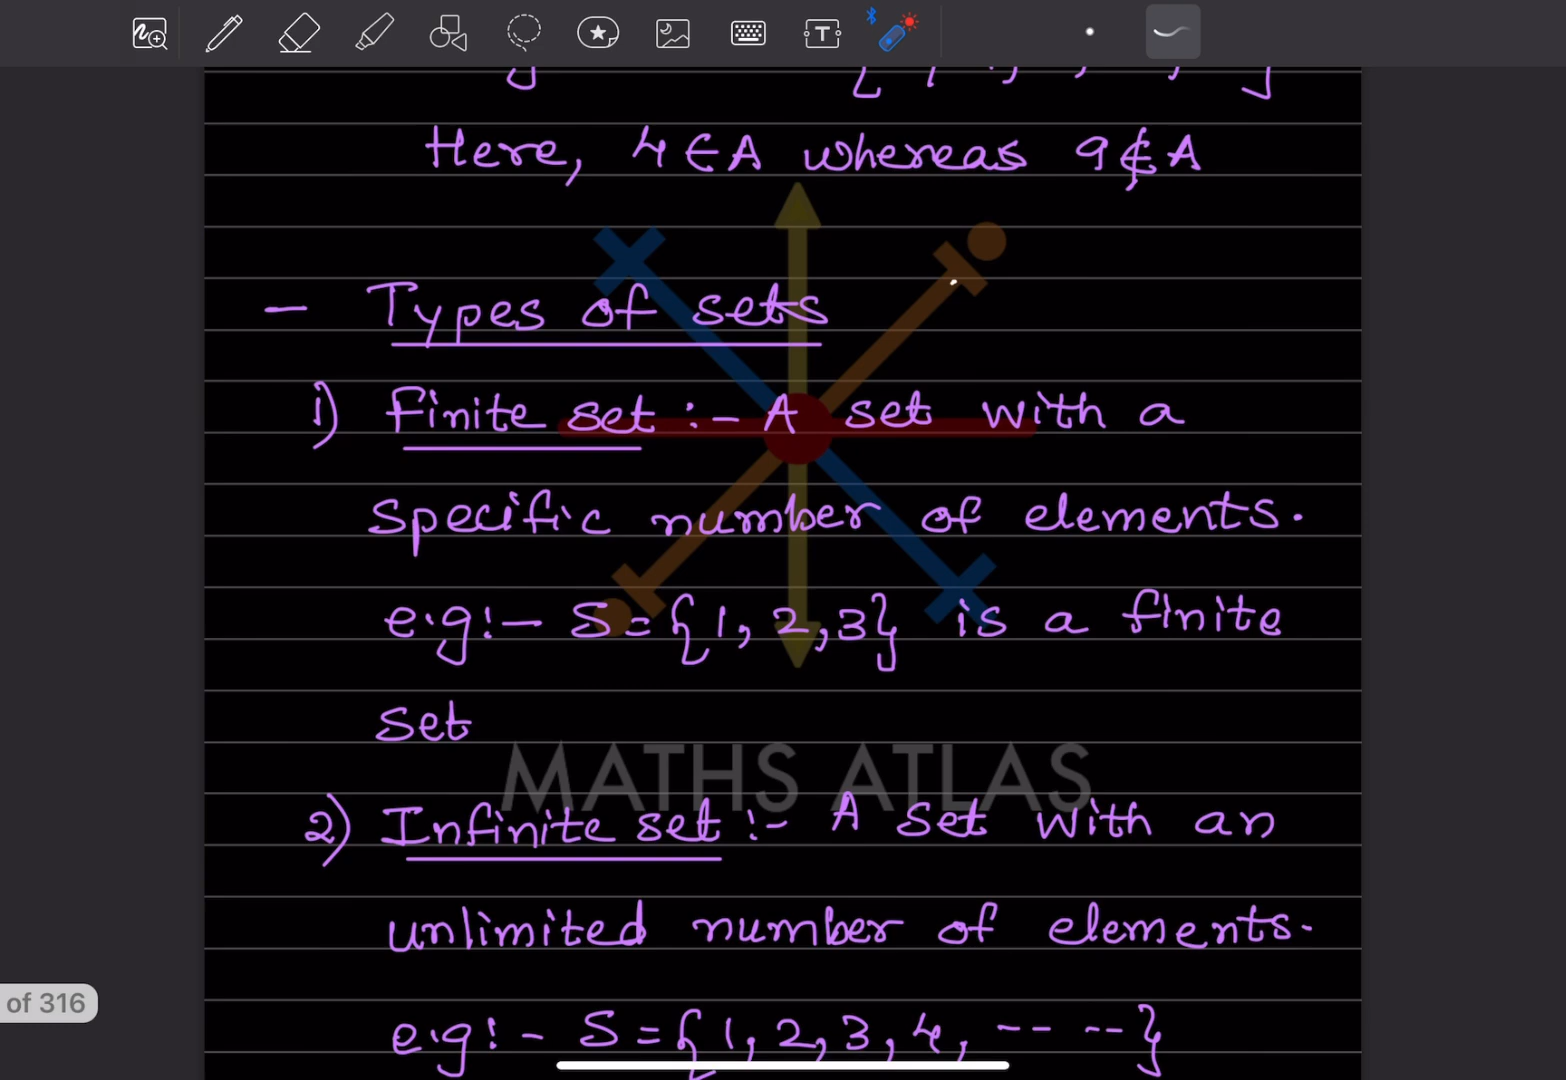 Here, 4 ∈ A whereas 9 ∉ A
— Types of sets
1) Finite set :- A set with a
specific number of elements.
e.g:- S = {1, 2, 3} is a finite
set
MATHS ATLAS
2) Infinite set :- A set with an
unlimited number of elements.
of 316
e.g:- S = {1, 2, 3, 4, -- --}